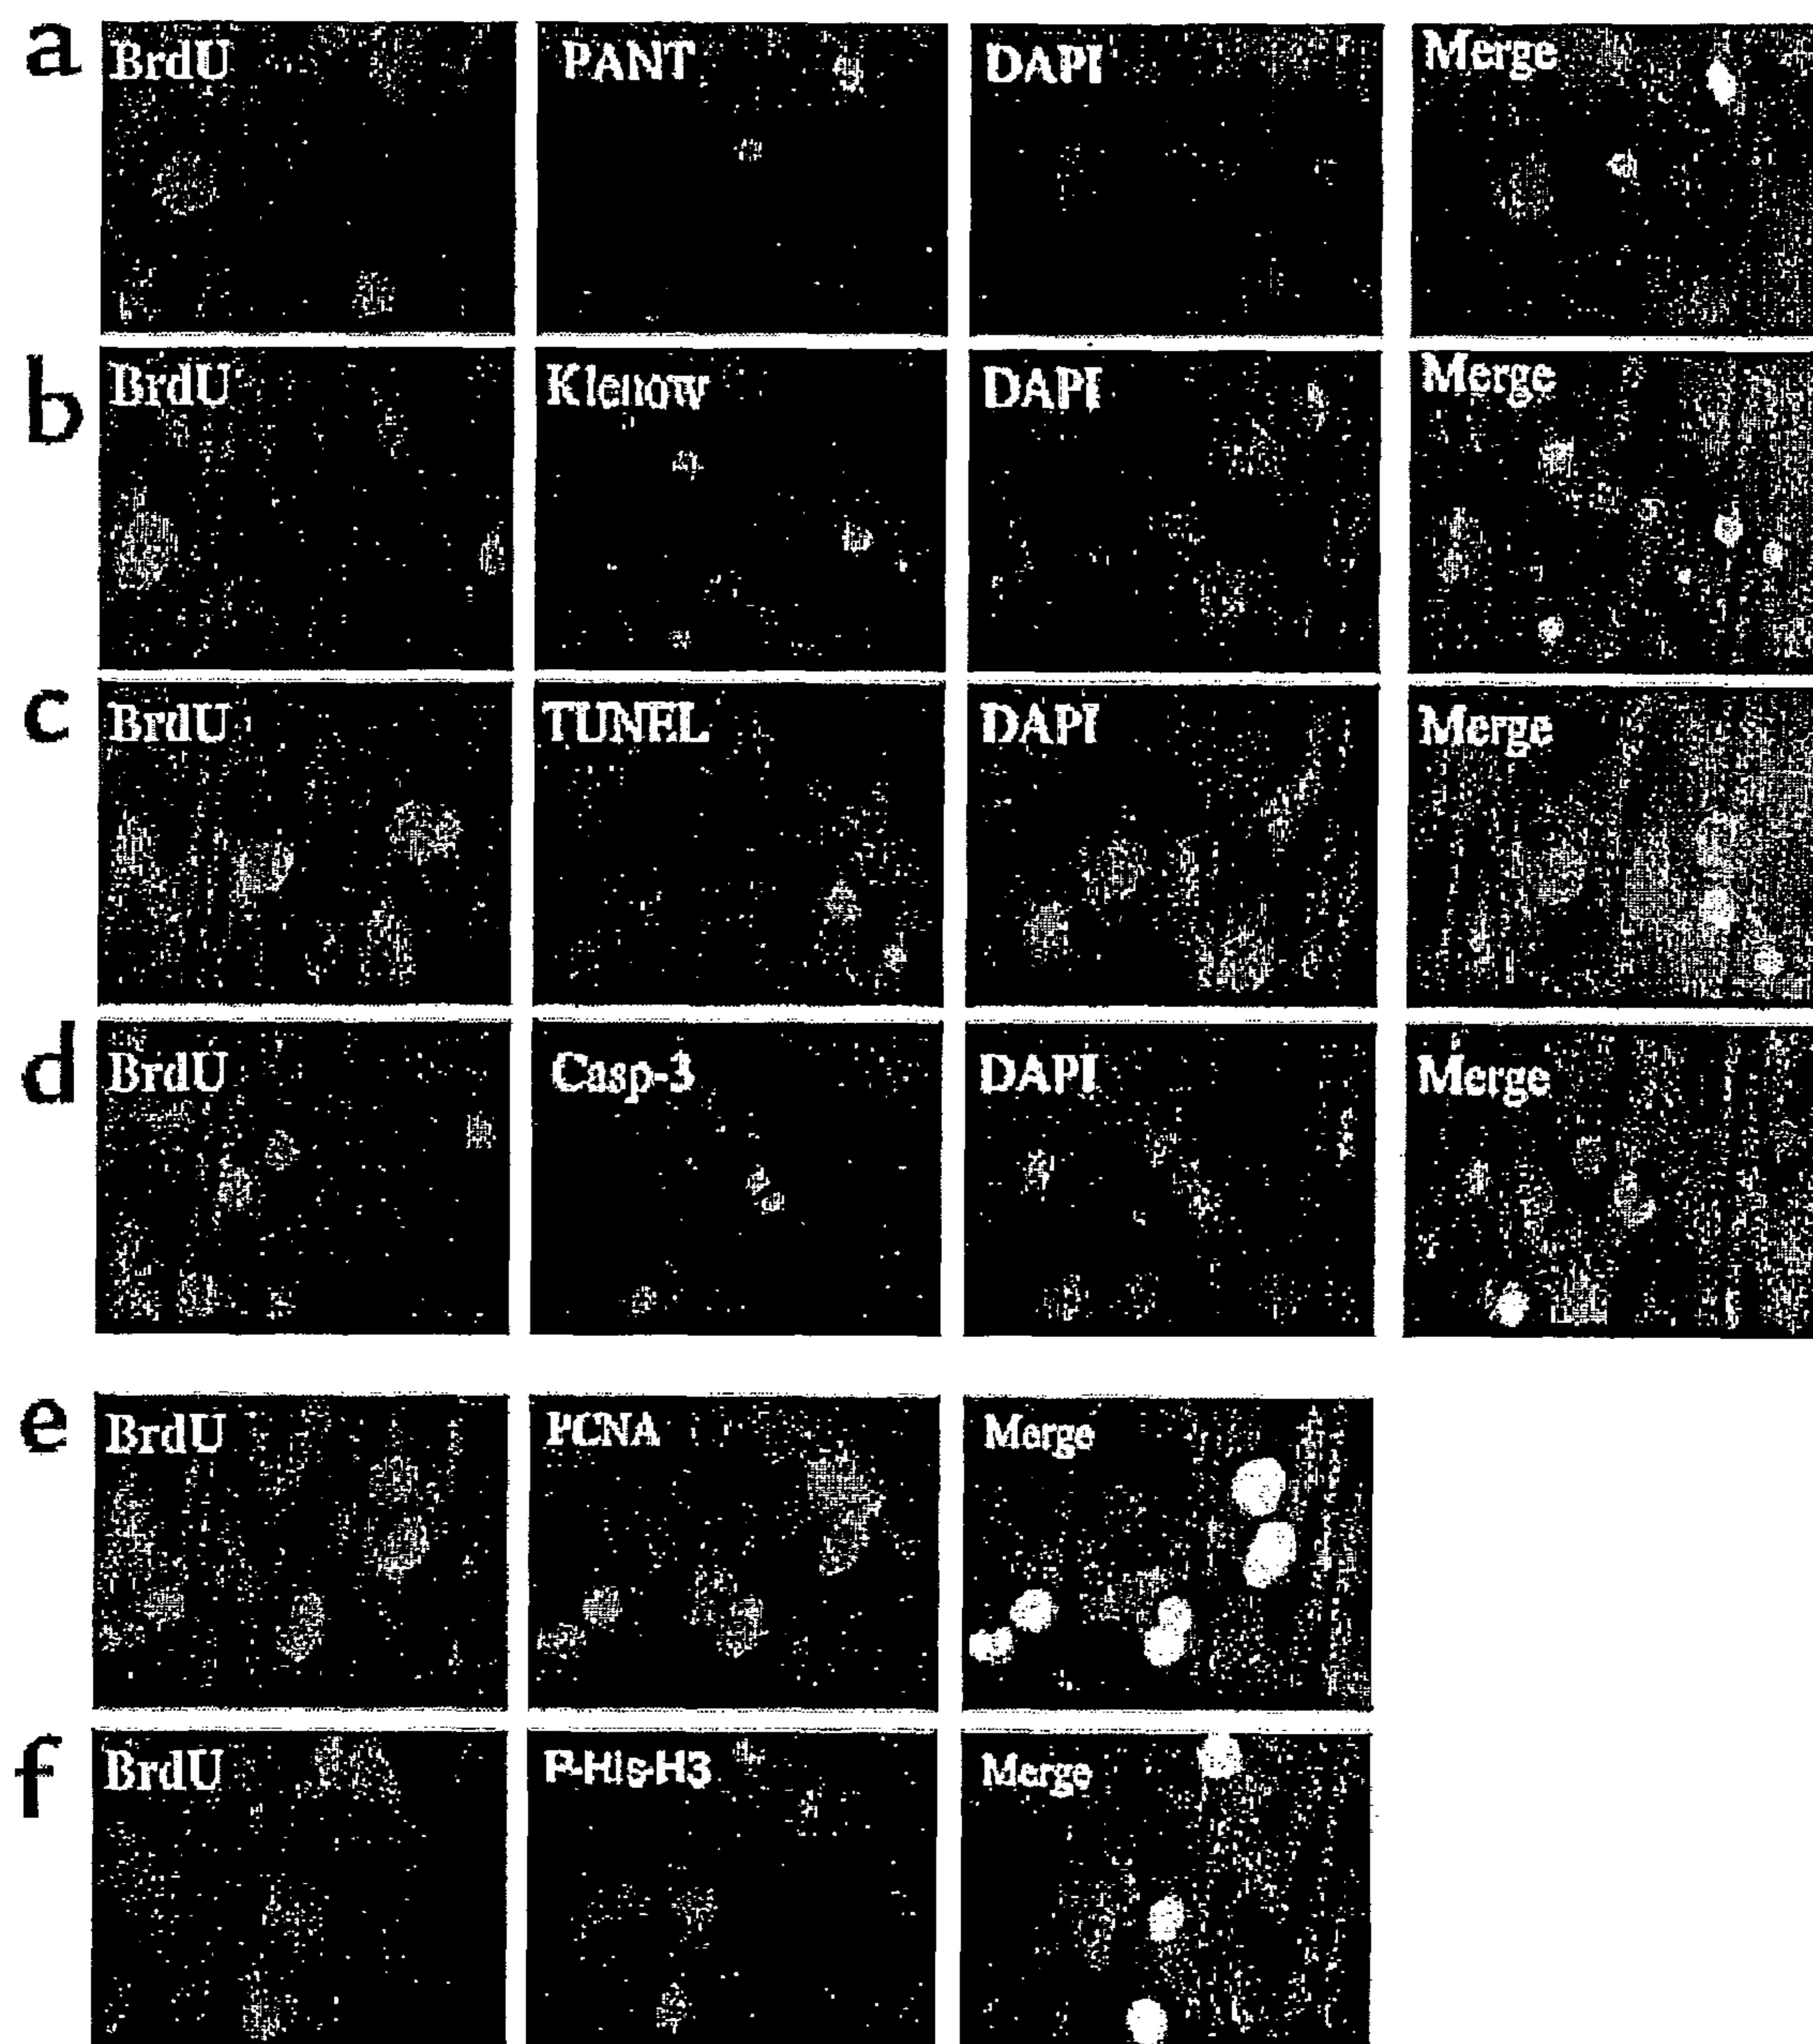 a BrdU PANT DAPI Merge
b BrdU Klenow DAPI Merge
c BrdU TUNEL DAPI Merge
d BrdU Casp-3 DAPI Merge
e BrdU PCNA Merge
f BrdU P-His-H3 Merge